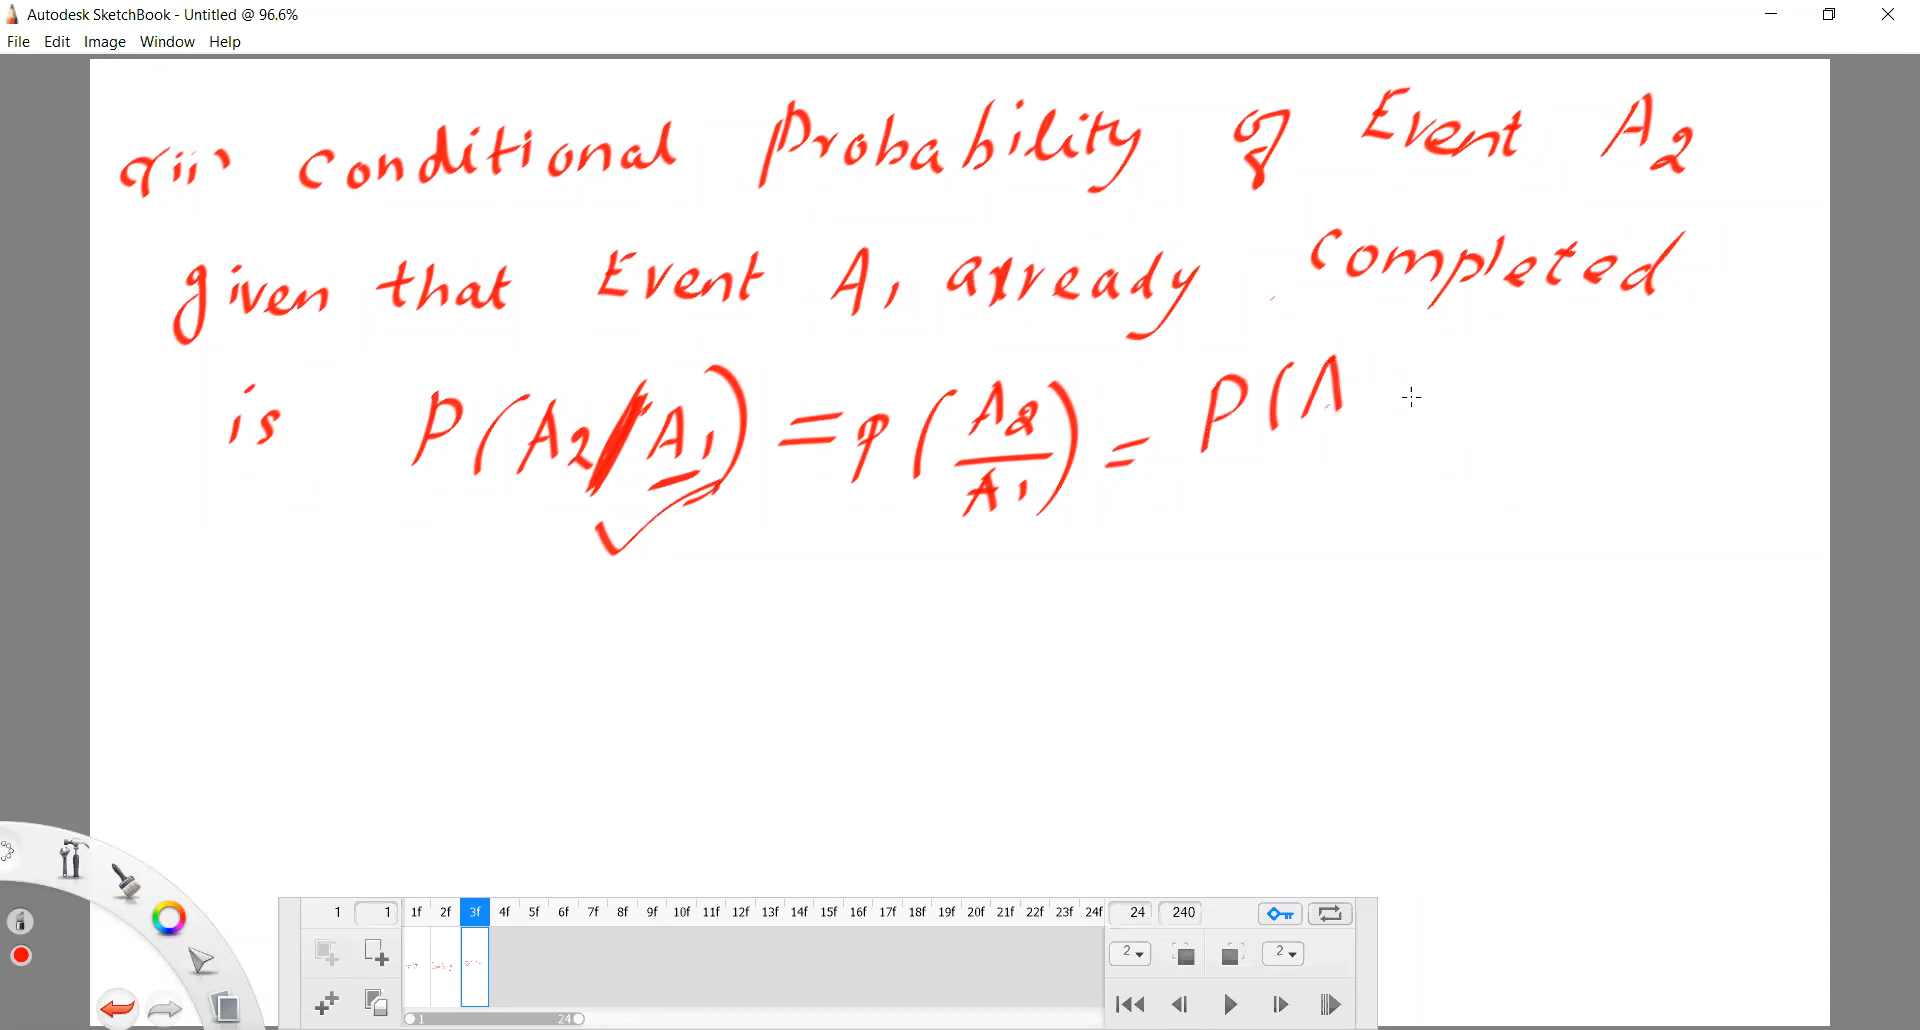 Autodesk SketchBook - Untitled @ 96.6%
File Edit Image Window Help
(iii) Conditional Probability of Event A2
given that Event A1 already completed
is P(A2/A1) = P(A2/A1) = P(A
1 1 1f 2f 3f 4f 5f 6f 7f 8f 9f 10f 11f 12f 13f 14f 15f 16f 17f 18f 19f 20f 21f 22f 23f 24f 24 240
2 2
1 24